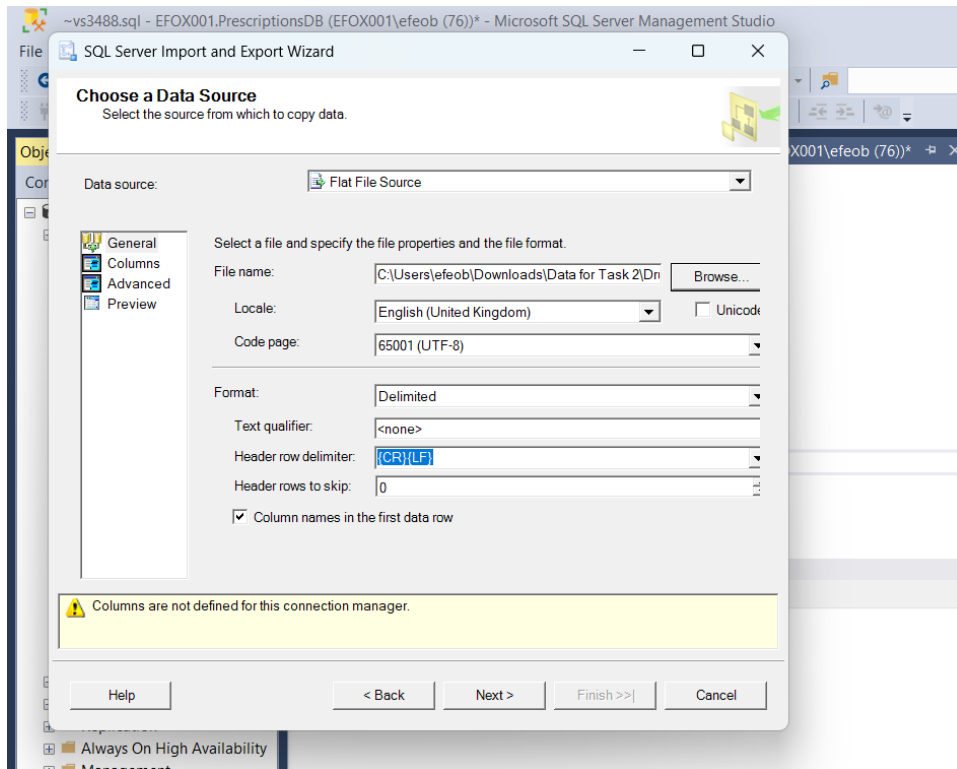 ~vs3488.sql - EFOX001.PrescriptionsDB (EFOX001\efeob (76))* - Microsoft SQL Server Management Studio
File
SQL Server Import and Export Wizard
Choose a Data Source
Select the source from which to copy data.
Obje
X001\efeob (76))*
Cor
Data source:
Flat File Source
General
Columns
Advanced
Preview
Select a file and specify the file properties and the file format.
File name:
C:\Users\efeob\Downloads\Data for Task 2\Dr
Browse...
Locale:
English (United Kingdom)
Unicode
Code page:
65001 (UTF-8)
Format:
Delimited
Text qualifier:
<none>
Header row delimiter:
{CR}{LF}
Header rows to skip:
0
Column names in the first data row
Columns are not defined for this connection manager.
Help
< Back
Next >
Finish >>|
Cancel
Always On High Availability
Management